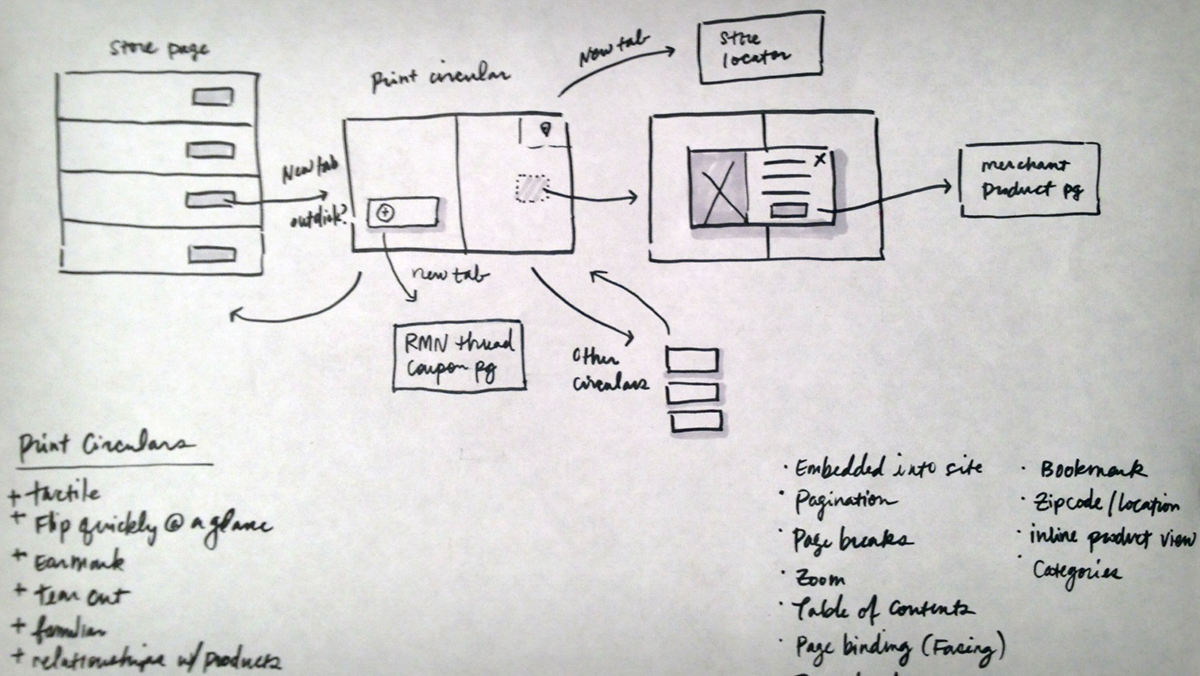 Store page
New tab
outclick?
Print circular
New tab
Store
locator
new tab
RMN thread
coupon pg
Other
circulars
merchant
product pg
Print Circulars
+ tactile
+ Flip quickly @ a glance
+ Earmark
+ tear out
+ familiar
+ relationships w/ products
· Embedded into site
· Pagination
· Page breaks
· Zoom
· Table of Contents
· Page binding (Facing)
· Bookmark
· Zipcode / location
· inline product view
· Categories